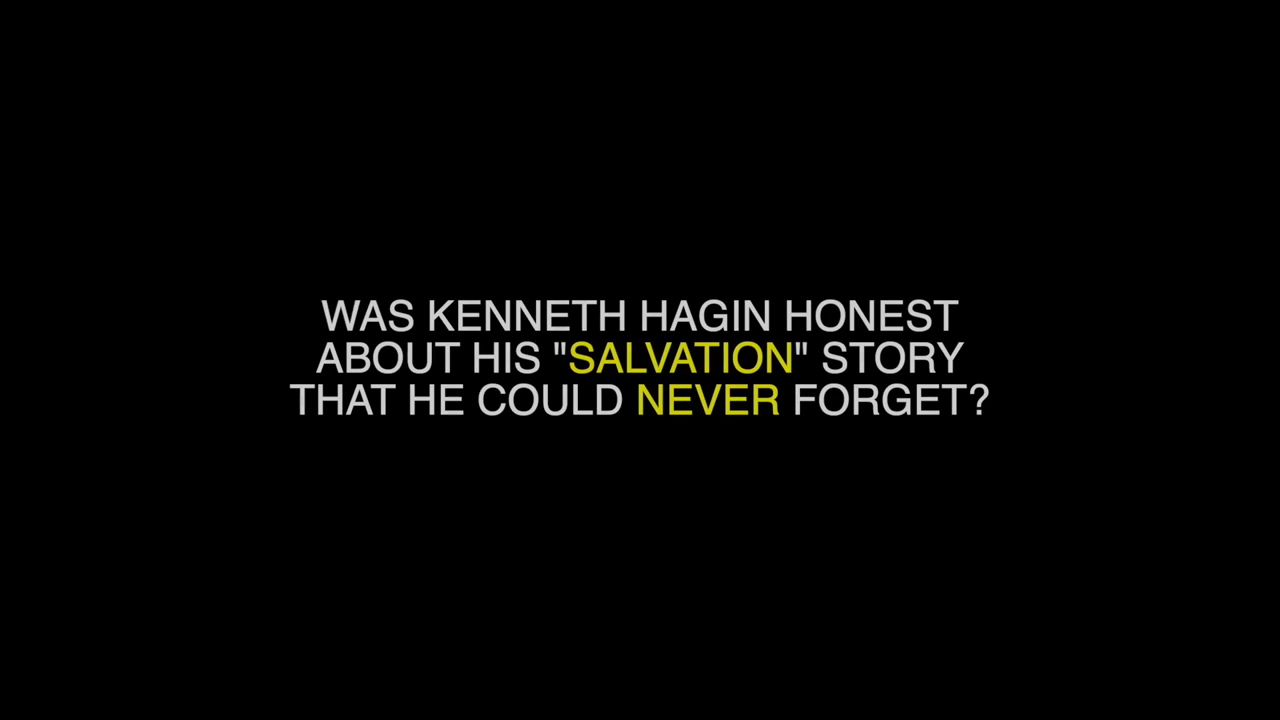 WAS KENNETH HAGIN HONEST
ABOUT HIS "SALVATION" STORY
THAT HE COULD NEVER FORGET?